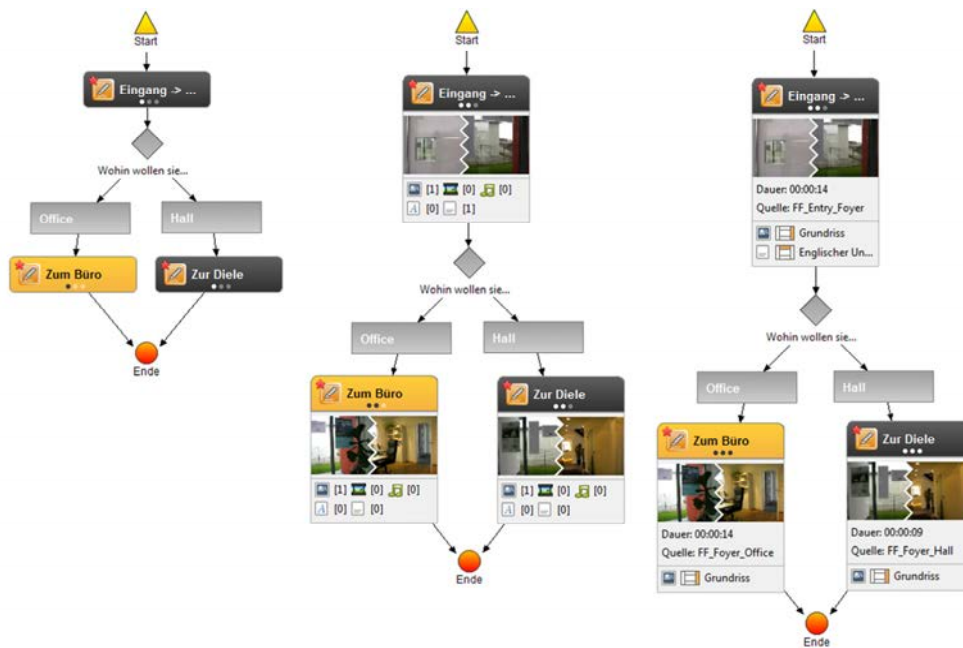 Start
Eingang -> ...
Wohin wollen sie...
Office
Hall
Zum Büro
Zur Diele
Ende
Start
Eingang -> ...
[1] [0] [0]
[0] [1]
Wohin wollen sie...
Office
Hall
Zum Büro
[1] [0] [0]
A [0] [0]
Zur Diele
[1] [0] [0]
A [0] [0]
Ende
Start
Eingang -> ...
Dauer: 00:00:14
Quelle: FF_Entry_Foyer
Grundriss
Englischer Un...
Wohin wollen sie...
Office
Hall
Zum Büro
Dauer: 00:00:14
Quelle: FF_Foyer_Office
Grundriss
Zur Diele
Dauer: 00:00:09
Quelle: FF_Foyer_Hall
Grundriss
Ende